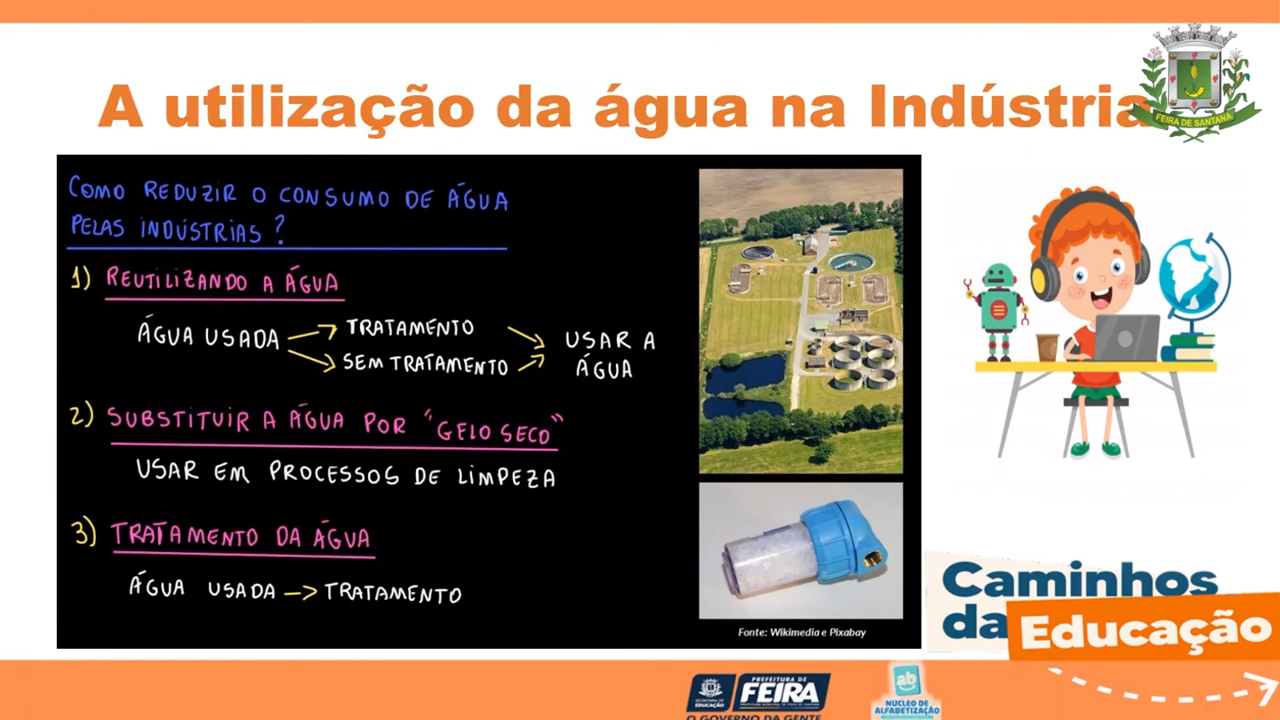 A utilização da água na Indústria
FEIRA DE SANTANA
COMO REDUZIR O CONSUMO DE ÁGUA
PELAS INDÚSTRIAS?
1) REUTILIZANDO A ÁGUA
ÁGUA USADA
TRATAMENTO
SEM TRATAMENTO
USAR A
ÁGUA
2) SUBSTITUIR A ÁGUA POR "GELO SECO"
USAR EM PROCESSOS DE LIMPEZA
3) TRATAMENTO DA ÁGUA
ÁGUA USADA -> TRATAMENTO
Fonte: Wikimedia e Pixabay
Caminhos
da Educação
SECRETARIA DE
EDUCAÇÃO
PREFEITURA DE
FEIRA
O GOVERNO DA GENTE
ab
NÚCLEO DE
ALFABETIZAÇÃO